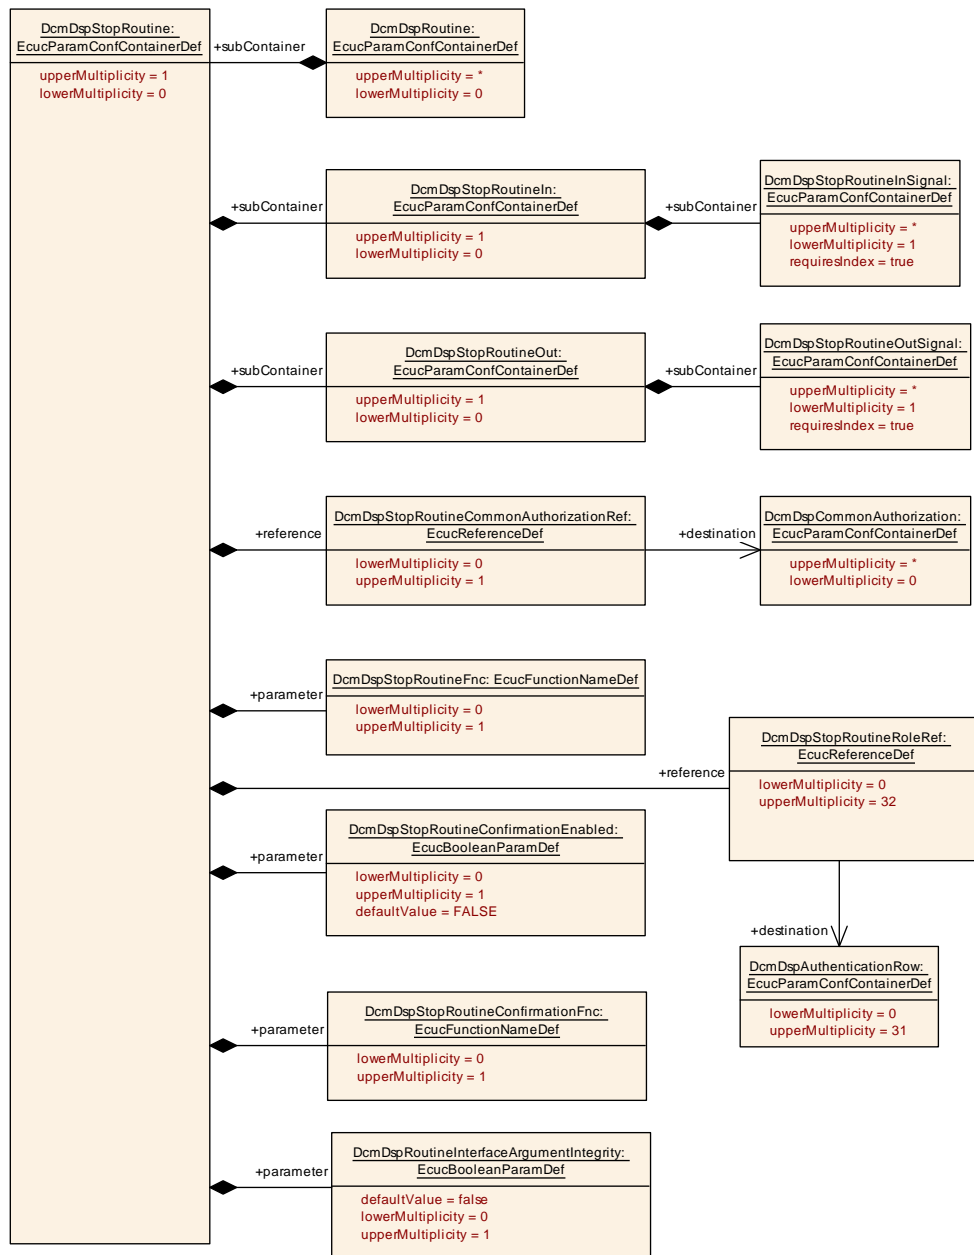 DcmDspStopRoutine:
EcucParamConfContainerDef
upperMultiplicity = 1
lowerMultiplicity = 0
+subContainer
DcmDspRoutine:
EcucParamConfContainerDef
upperMultiplicity = *
lowerMultiplicity = 0
+subContainer
DcmDspStopRoutineIn:
EcucParamConfContainerDef
upperMultiplicity = 1
lowerMultiplicity = 0
+subContainer
DcmDspStopRoutineInSignal:
EcucParamConfContainerDef
upperMultiplicity = *
lowerMultiplicity = 1
requiresIndex = true
+subContainer
DcmDspStopRoutineOut:
EcucParamConfContainerDef
upperMultiplicity = 1
lowerMultiplicity = 0
+subContainer
DcmDspStopRoutineOutSignal:
EcucParamConfContainerDef
upperMultiplicity = *
lowerMultiplicity = 1
requiresIndex = true
+reference
DcmDspStopRoutineCommonAuthorizationRef:
EcucReferenceDef
lowerMultiplicity = 0
upperMultiplicity = 1
+destination
DcmDspCommonAuthorization:
EcucParamConfContainerDef
upperMultiplicity = *
lowerMultiplicity = 0
+parameter
DcmDspStopRoutineFnc: EcucFunctionNameDef
lowerMultiplicity = 0
upperMultiplicity = 1
+reference
DcmDspStopRoutineRoleRef:
EcucReferenceDef
lowerMultiplicity = 0
upperMultiplicity = 32
+parameter
DcmDspStopRoutineConfirmationEnabled:
EcucBooleanParamDef
lowerMultiplicity = 0
upperMultiplicity = 1
defaultValue = FALSE
+destination
DcmDspAuthenticationRow:
EcucParamConfContainerDef
lowerMultiplicity = 0
upperMultiplicity = 31
+parameter
DcmDspStopRoutineConfirmationFnc:
EcucFunctionNameDef
lowerMultiplicity = 0
upperMultiplicity = 1
+parameter
DcmDspRoutineInterfaceArgumentIntegrity:
EcucBooleanParamDef
defaultValue = false
lowerMultiplicity = 0
upperMultiplicity = 1